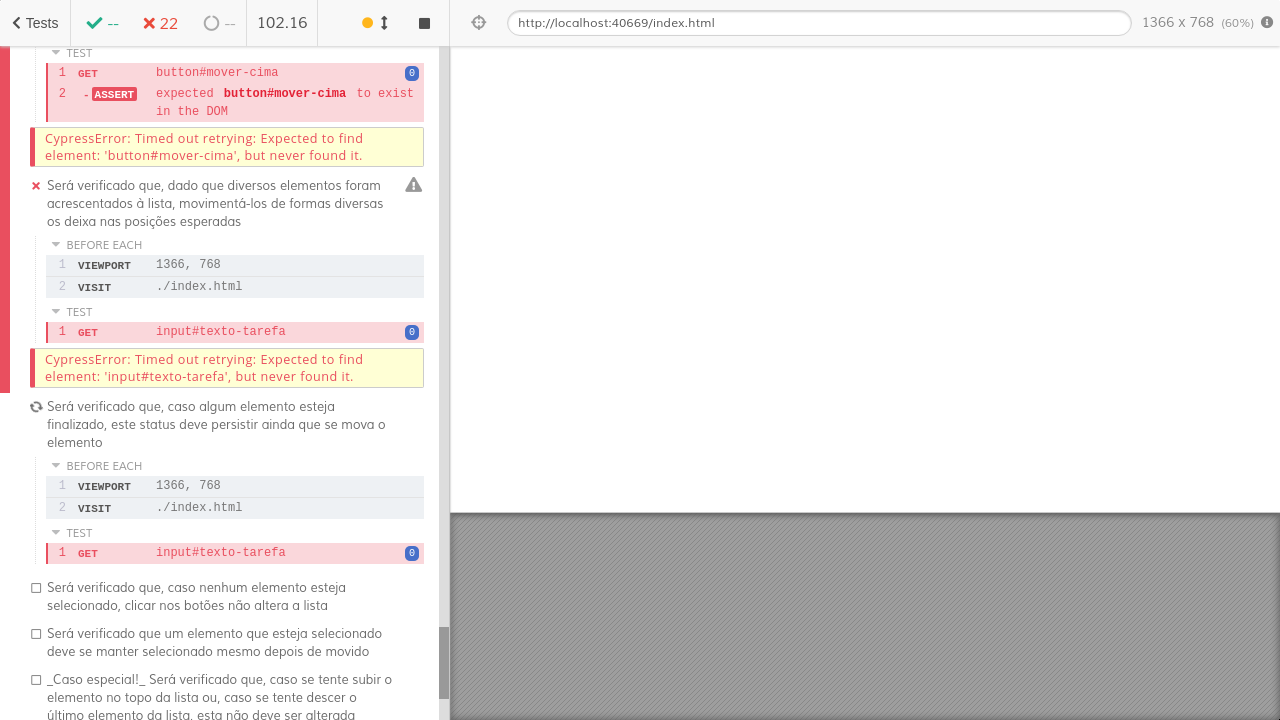 Tests
--
22
--
102.16
http://localhost:40669/index.html
1366 x 768 (60%)
TEST
1 GET button#mover-cima 0
2 -ASSERT expected button#mover-cima to exist
in the DOM
CypressError: Timed out retrying: Expected to find
element: 'button#mover-cima', but never found it.
Será verificado que, dado que diversos elementos foram
acrescentados à lista, movimentá-los de formas diversas
os deixa nas posições esperadas
BEFORE EACH
1 VIEWPORT 1366, 768
2 VISIT ./index.html
TEST
1 GET input#texto-tarefa 0
CypressError: Timed out retrying: Expected to find
element: 'input#texto-tarefa', but never found it.
Será verificado que, caso algum elemento esteja
finalizado, este status deve persistir ainda que se mova o
elemento
BEFORE EACH
1 VIEWPORT 1366, 768
2 VISIT ./index.html
TEST
1 GET input#texto-tarefa 0
Será verificado que, caso nenhum elemento esteja
selecionado, clicar nos botões não altera a lista
Será verificado que um elemento que esteja selecionado
deve se manter selecionado mesmo depois de movido
_Caso especial!_ Será verificado que, caso se tente subir o
elemento no topo da lista ou, caso se tente descer o
último elemento da lista, esta não deve ser alterada